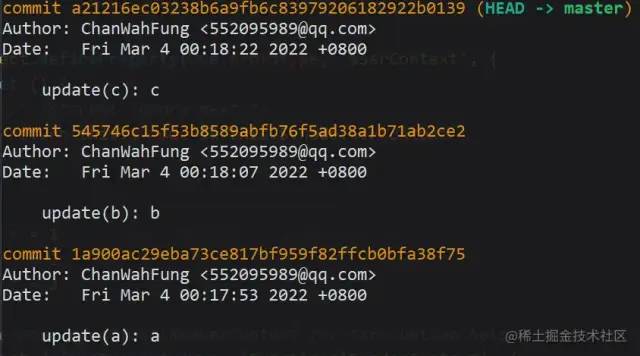 commit a21216ec03238b6a9fb6c83979206182922b0139 (HEAD -> master)
Author: ChanWahFung <552095989@qq.com>
Date:   Fri Mar 4 00:18:22 2022 +0800
update(c): c
commit 545746c15f53b8589abfb76f5ad38a1b71ab2ce2
Author: ChanWahFung <552095989@qq.com>
Date:   Fri Mar 4 00:18:07 2022 +0800
update(b): b
commit 1a900ac29eba73ce817bf959f82ffcb0bfa38f75
Author: ChanWahFung <552095989@qq.com>
Date:   Fri Mar 4 00:17:53 2022 +0800
update(a): a
@稀土掘金技术社区